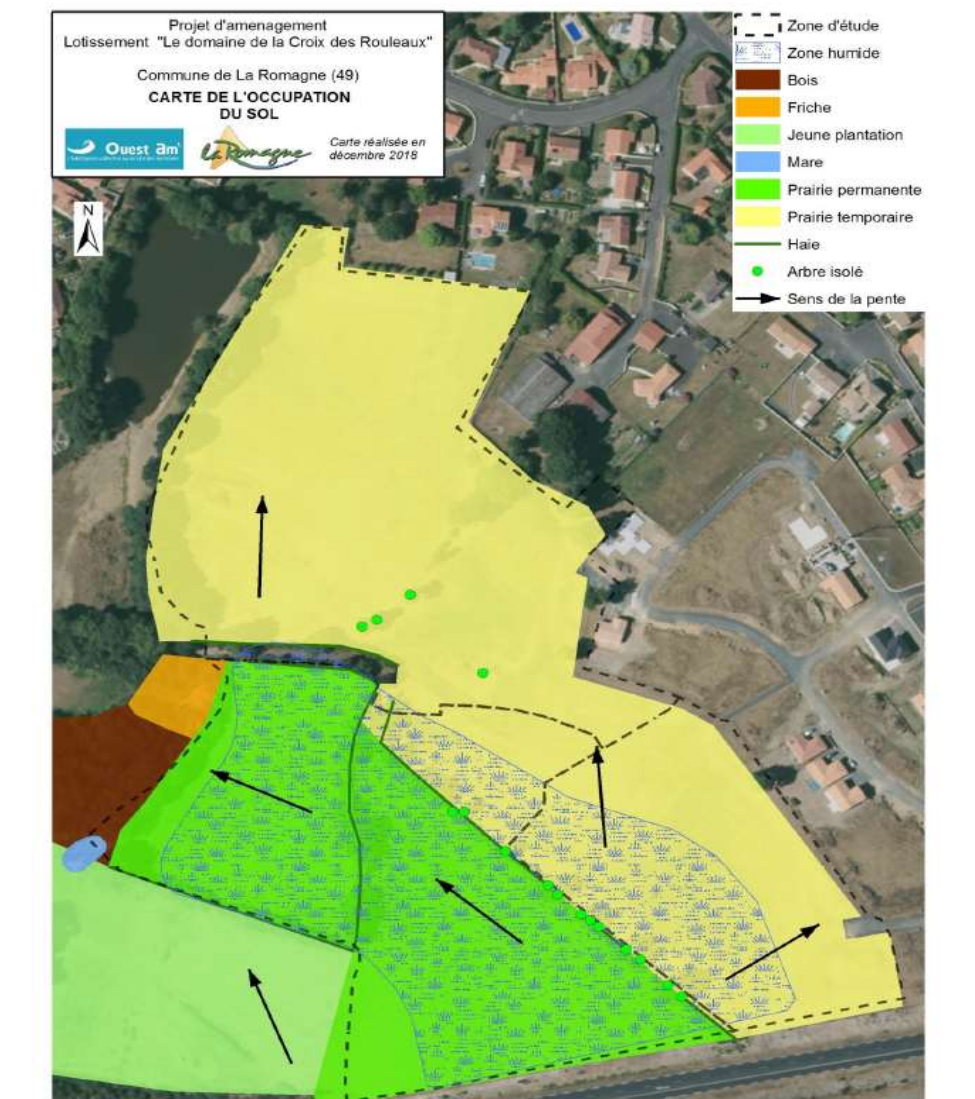 Projet d'amenagement
Lotissement "Le domaine de la Croix des Rouleaux"
Commune de La Romagne (49)
CARTE DE L'OCCUPATION
DU SOL
Ouest am'
La Romagne
Carte réalisée en
décembre 2018
N
Zone d'étude
Zone humide
Bois
Friche
Jeune plantation
Mare
Prairie permanente
Prairie temporaire
Haie
Arbre isolé
Sens de la pente